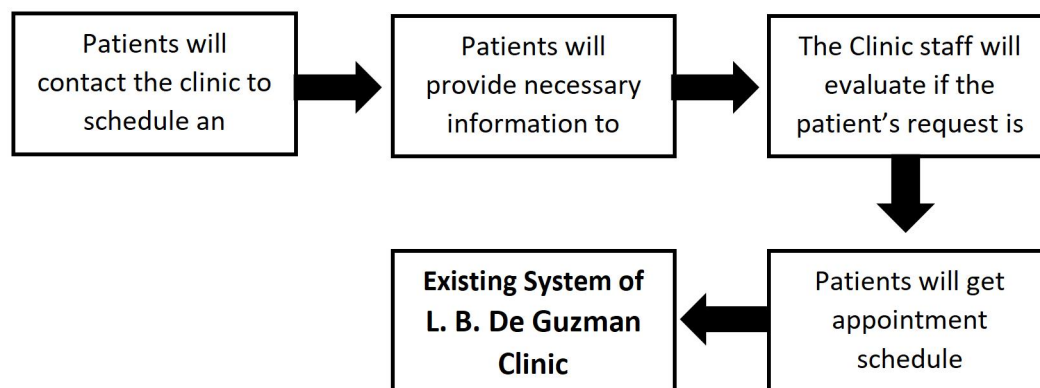 Patients will
contact the clinic to
schedule an
Patients will
provide necessary
information to
The Clinic staff will
evaluate if the
patient’s request is
Patients will get
appointment
schedule
Existing System of
L. B. De Guzman
Clinic